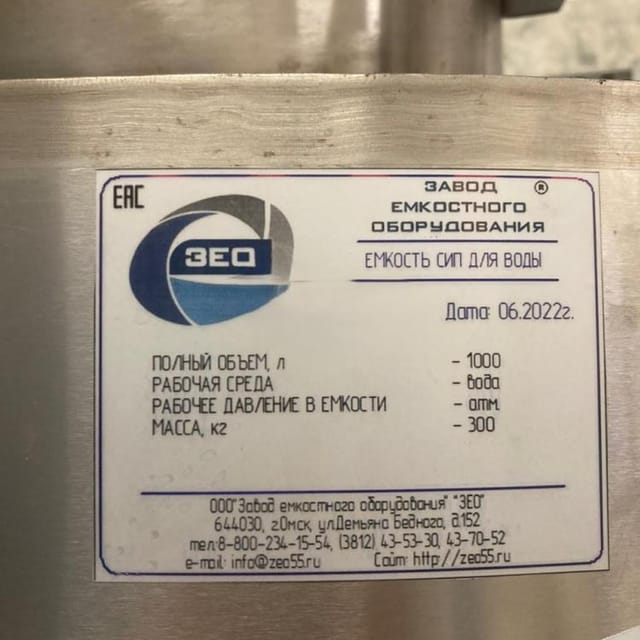 EAC
ЗЕО
ЗАВОД ®
ЕМКОСТНОГО
ОБОРУДОВАНИЯ
ЕМКОСТЬ СИП ДЛЯ ВОДЫ
Дата: 06.2022г.
ПОЛНЫЙ ОБЪЕМ, л - 1000
РАБОЧАЯ СРЕДА - вода
РАБОЧЕЕ ДАВЛЕНИЕ В ЕМКОСТИ - атм.
МАССА, кг - 300
ООО"Завод емкостного оборудования" "ЗЕО"
644030, г.Омск, ул.Демьяна Бедного, д.152
тел:8-800-234-15-54, (3812) 43-53-30, 43-70-52
e-mail: info@zeo55.ru Сайт: http://zeo55.ru